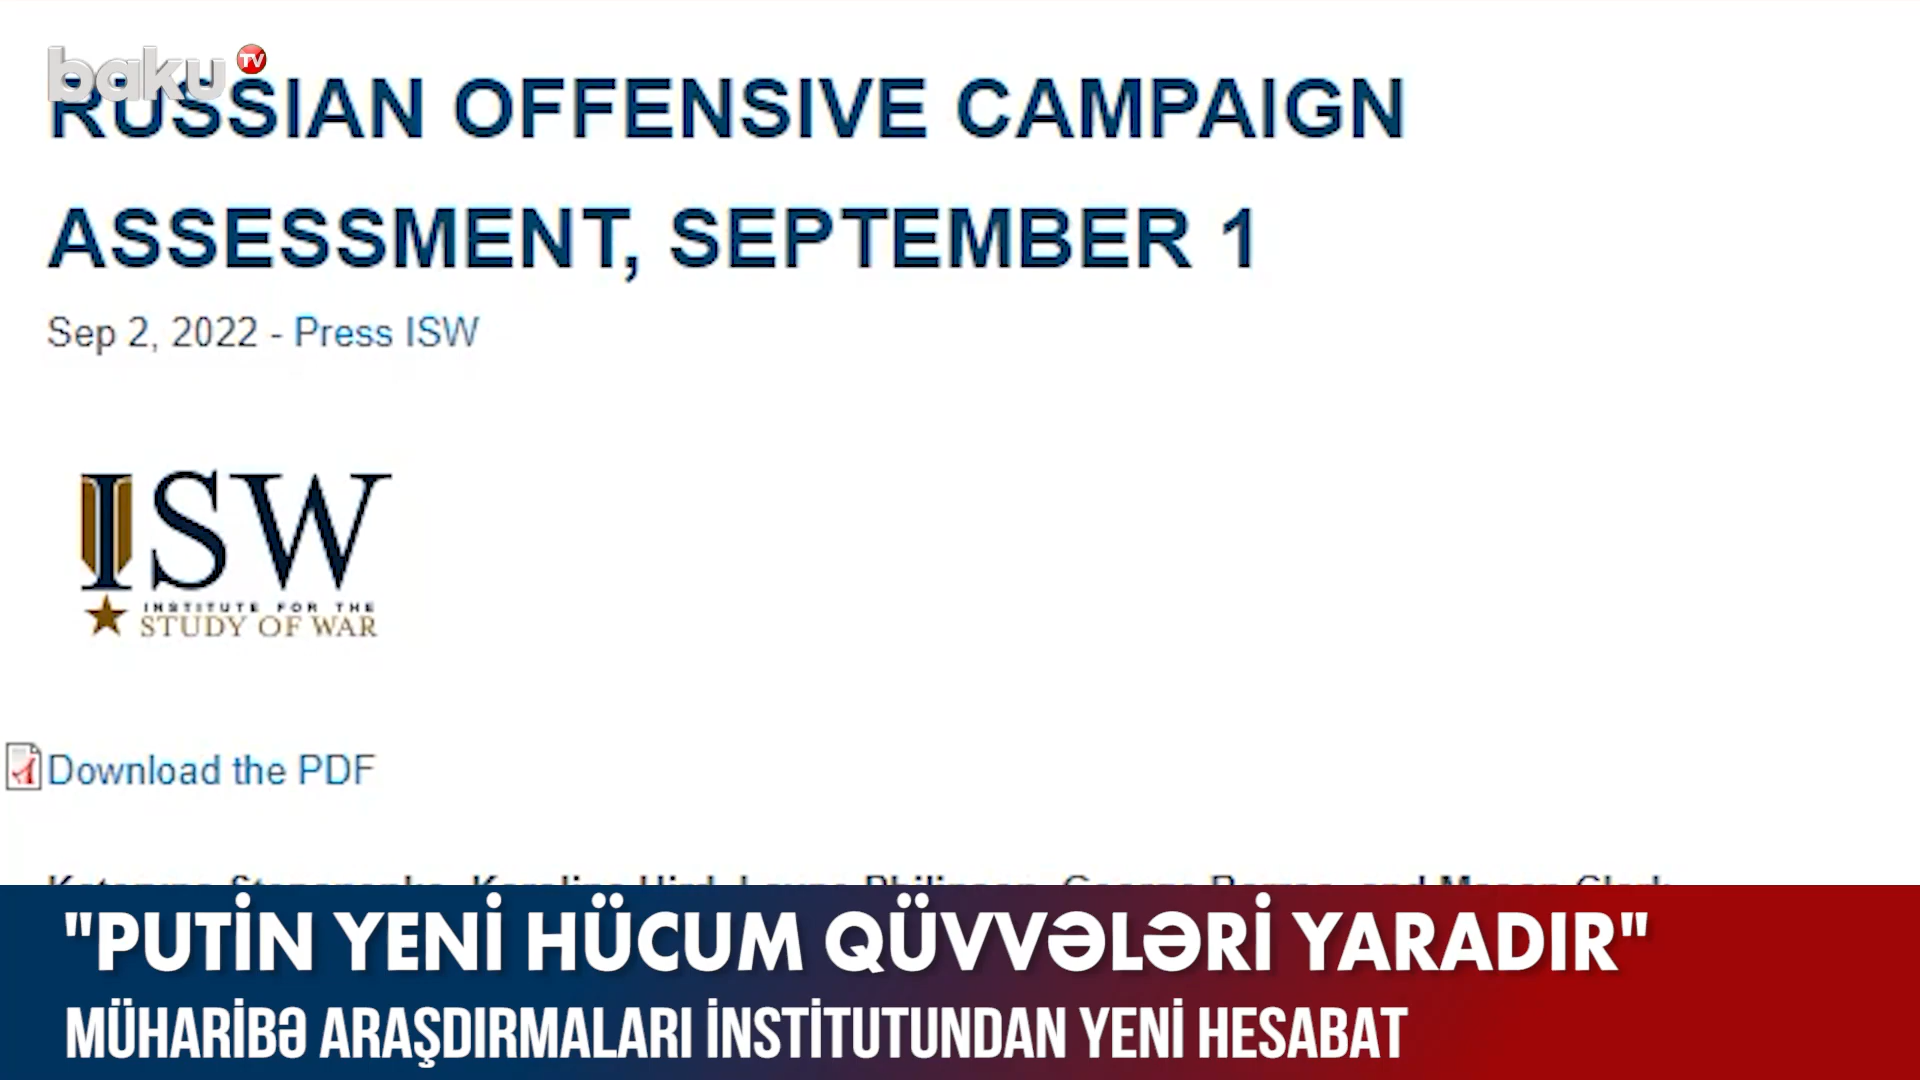 baku TV
RUSSIAN OFFENSIVE CAMPAIGN
ASSESSMENT, SEPTEMBER 1
Sep 2, 2022 - Press ISW
ISW
INSTITUTE FOR THE
STUDY OF WAR
Download the PDF
"PUTİN YENİ HÜCUM QÜVVƏLƏRİ YARADIR"
MÜHARİBƏ ARAŞDIRMALARI İNSTİTUTUNDAN YENİ HESABAT